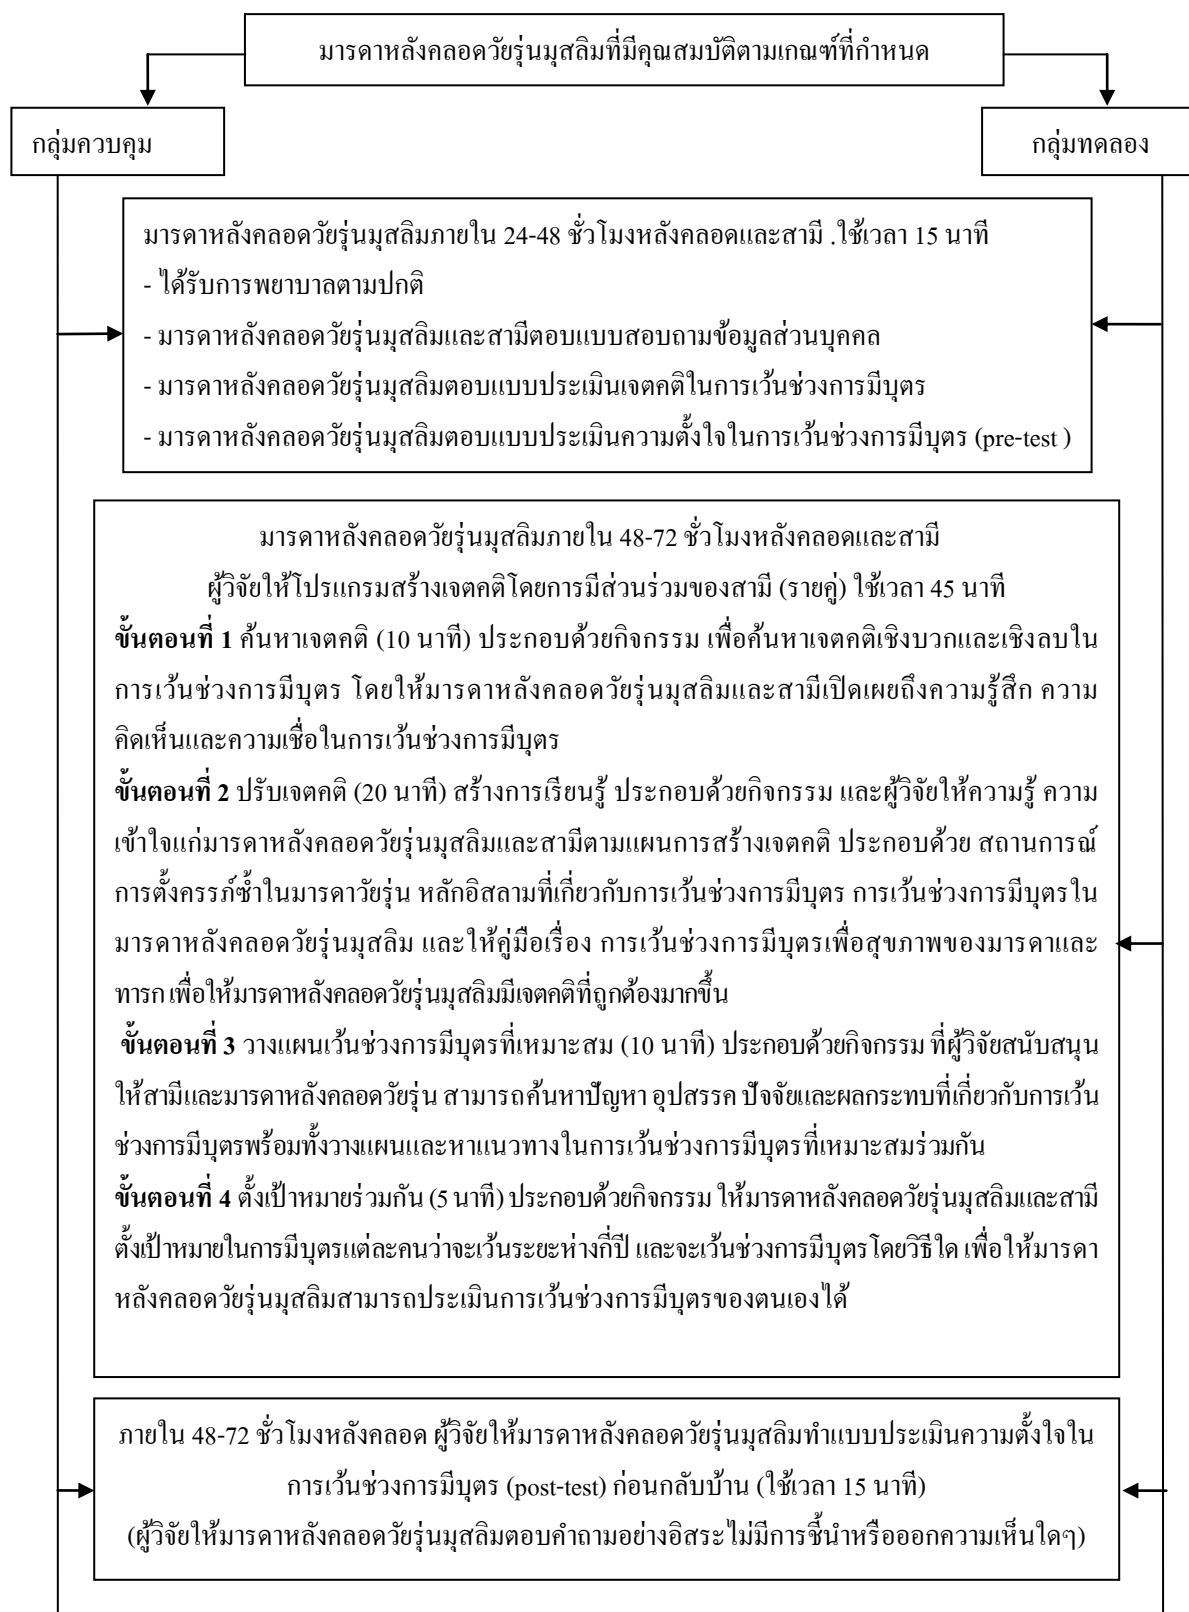 มารดาหลังคลอดวัยรุ่นมุสลิมที่มีคุณสมบัติตามเกณฑ์ที่กำหนด
กลุ่มควบคุม
กลุ่มทดลอง
มารดาหลังคลอดวัยรุ่นมุสลิมภายใน 24-48 ชั่วโมงหลังคลอดและสามี .ใช้เวลา 15 นาที
- ได้รับการพยาบาลตามปกติ
- มารดาหลังคลอดวัยรุ่นมุสลิมและสามีตอบแบบสอบถามข้อมูลส่วนบุคคล
- มารดาหลังคลอดวัยรุ่นมุสลิมตอบแบบประเมินเจตคติในการเว้นช่วงการมีบุตร
- มารดาหลังคลอดวัยรุ่นมุสลิมตอบแบบประเมินความตั้งใจในการเว้นช่วงการมีบุตร (pre-test )
มารดาหลังคลอดวัยรุ่นมุสลิมภายใน 48-72 ชั่วโมงหลังคลอดและสามี
ผู้วิจัยให้โปรแกรมสร้างเจตคติโดยการมีส่วนร่วมของสามี (รายคู่) ใช้เวลา 45 นาที
ขั้นตอนที่ 1 ค้นหาเจตคติ (10 นาที) ประกอบด้วยกิจกรรม เพื่อค้นหาเจตคติเชิงบวกและเชิงลบใน
การเว้นช่วงการมีบุตร โดยให้มารดาหลังคลอดวัยรุ่นมุสลิมและสามีเปิดเผยถึงความรู้สึก ความ
คิดเห็นและความเชื่อในการเว้นช่วงการมีบุตร
ขั้นตอนที่ 2 ปรับเจตคติ (20 นาที) สร้างการเรียนรู้ ประกอบด้วยกิจกรรม และผู้วิจัยให้ความรู้ ความ
เข้าใจแก่มารดาหลังคลอดวัยรุ่นมุสลิมและสามีตามแผนการสร้างเจตคติ ประกอบด้วย สถานการณ์
การตั้งครรภ์ซ้ำในมารดาวัยรุ่น หลักอิสลามที่เกี่ยวกับการเว้นช่วงการมีบุตร การเว้นช่วงการมีบุตรใน
มารดาหลังคลอดวัยรุ่นมุสลิม และให้คู่มือเรื่อง การเว้นช่วงการมีบุตรเพื่อสุขภาพของมารดาและ
ทารก เพื่อให้มารดาหลังคลอดวัยรุ่นมุสลิมมีเจตคติที่ถูกต้องมากขึ้น
ขั้นตอนที่ 3 วางแผนเว้นช่วงการมีบุตรที่เหมาะสม (10 นาที) ประกอบด้วยกิจกรรม ที่ผู้วิจัยสนับสนุน
ให้สามีและมารดาหลังคลอดวัยรุ่น สามารถค้นหาปัญหา อุปสรรค ปัจจัยและผลกระทบที่เกี่ยวกับการเว้น
ช่วงการมีบุตรพร้อมทั้งวางแผนและหาแนวทางในการเว้นช่วงการมีบุตรที่เหมาะสมร่วมกัน
ขั้นตอนที่ 4 ตั้งเป้าหมายร่วมกัน (5 นาที) ประกอบด้วยกิจกรรม ให้มารดาหลังคลอดวัยรุ่นมุสลิมและสามี
ตั้งเป้าหมายในการมีบุตรแต่ละคนว่าจะเว้นระยะห่างกี่ปี และจะเว้นช่วงการมีบุตรโดยวิธีใด เพื่อให้มารดา
หลังคลอดวัยรุ่นมุสลิมสามารถประเมินการเว้นช่วงการมีบุตรของตนเองได้
ภายใน 48-72 ชั่วโมงหลังคลอด ผู้วิจัยให้มารดาหลังคลอดวัยรุ่นมุสลิมทำแบบประเมินความตั้งใจใน
การเว้นช่วงการมีบุตร (post-test) ก่อนกลับบ้าน (ใช้เวลา 15 นาที)
(ผู้วิจัยให้มารดาหลังคลอดวัยรุ่นมุสลิมตอบคำถามอย่างอิสระไม่มีการชี้นำหรือออกความเห็นใดๆ)